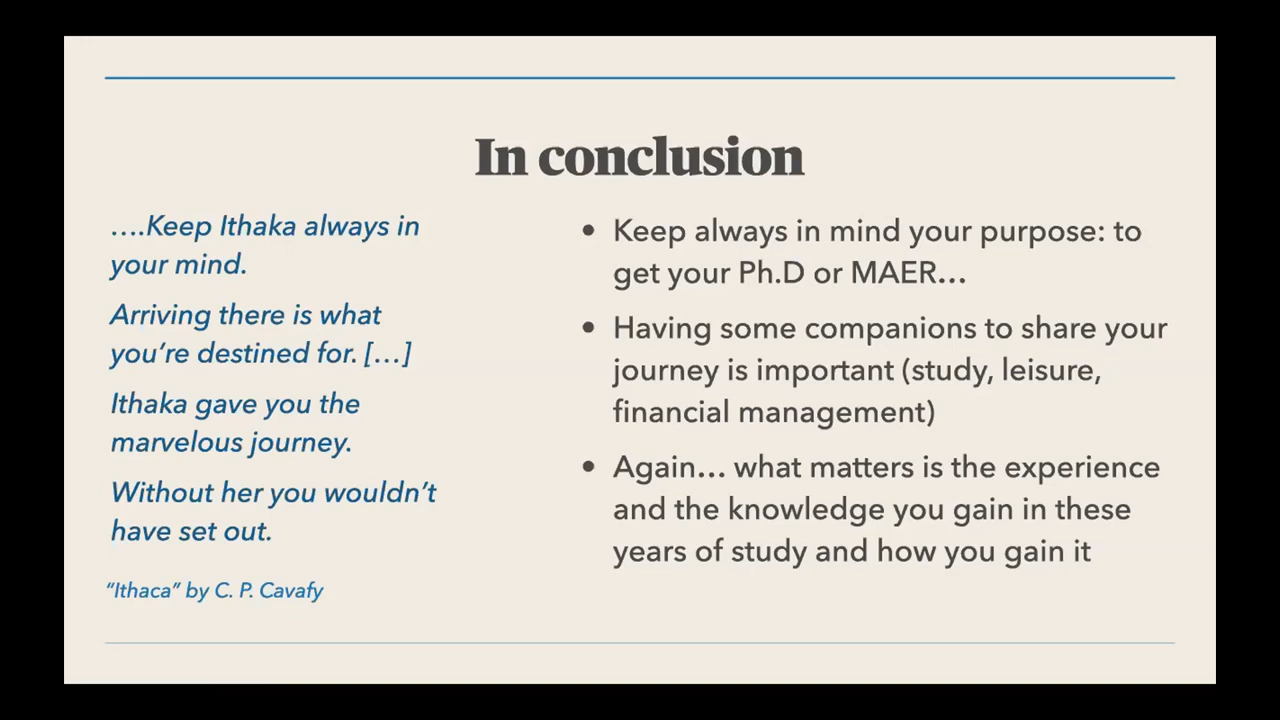 In conclusion
….Keep Ithaka always in
your mind.
Arriving there is what
you’re destined for. […]
Ithaka gave you the
marvelous journey.
Without her you wouldn’t
have set out.
“Ithaca” by C. P. Cavafy
• Keep always in mind your purpose: to
get your Ph.D or MAER…
• Having some companions to share your
journey is important (study, leisure,
financial management)
• Again… what matters is the experience
and the knowledge you gain in these
years of study and how you gain it